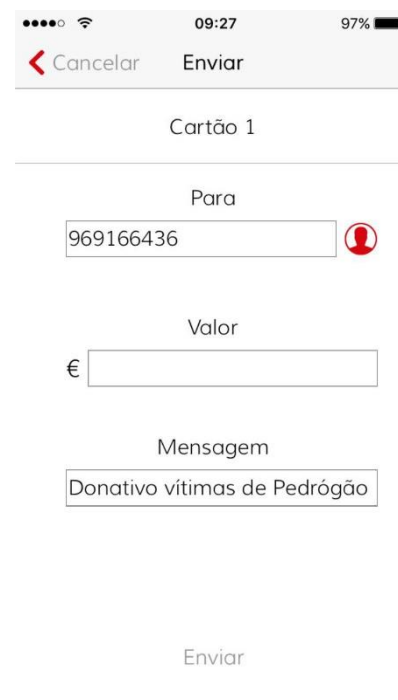 09:27 97%
Cancelar Enviar
Cartão 1
Para
969166436
Valor
€
Mensagem
Donativo vítimas de Pedrógão
Enviar